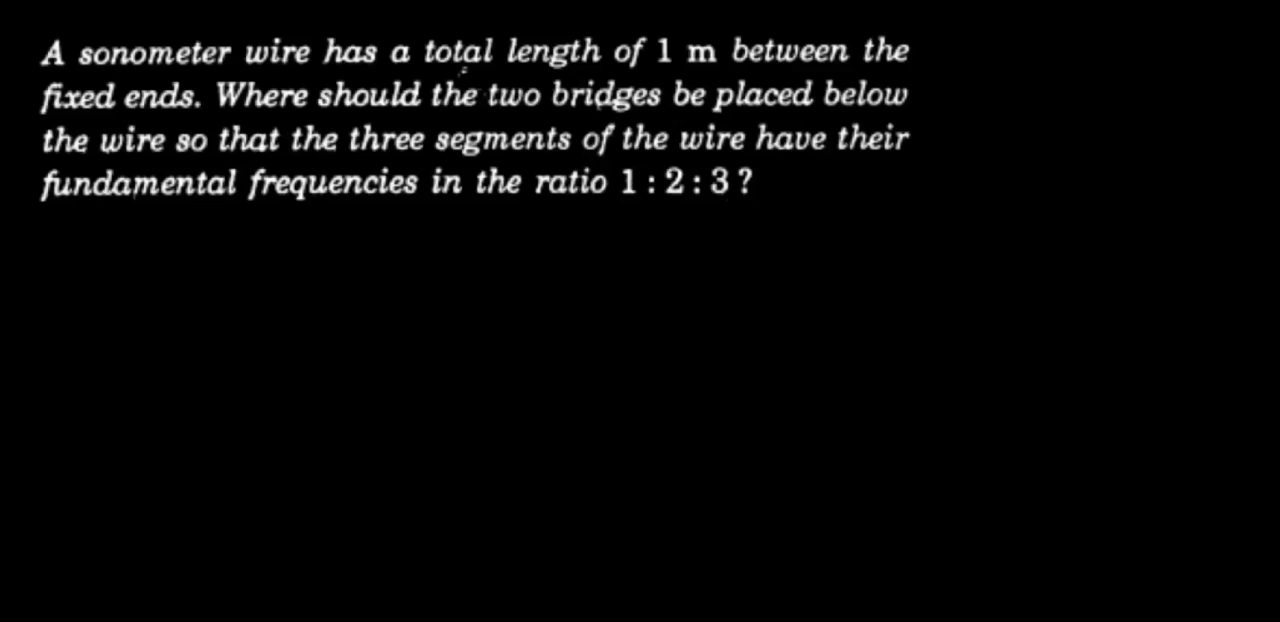 A sonometer wire has a total length of 1 m between the
fixed ends. Where should the two bridges be placed below
the wire so that the three segments of the wire have their
fundamental frequencies in the ratio 1 : 2 : 3 ?